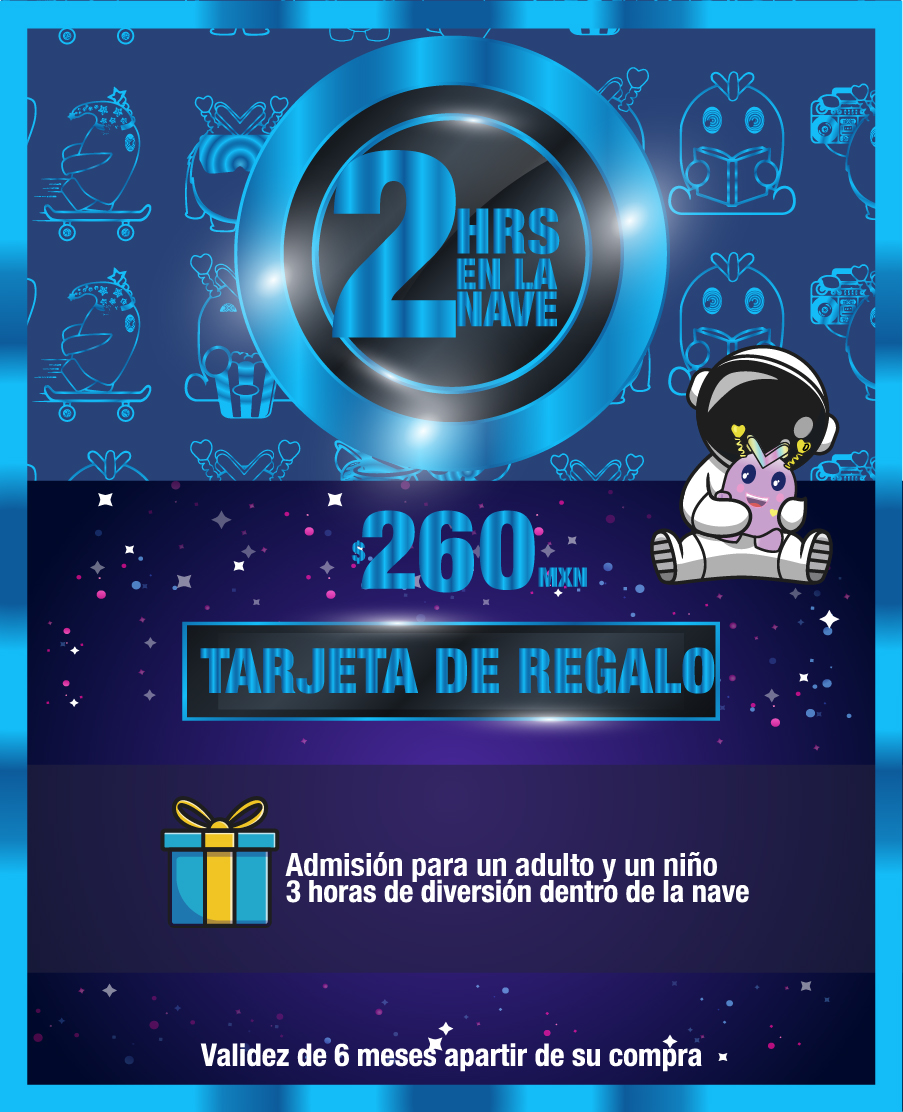 2 HRS
EN LA
NAVE
$260 MXN
TARJETA DE REGALO
Admisión para un adulto y un niño
3 horas de diversión dentro de la nave
Validez de 6 meses apartir de su compra